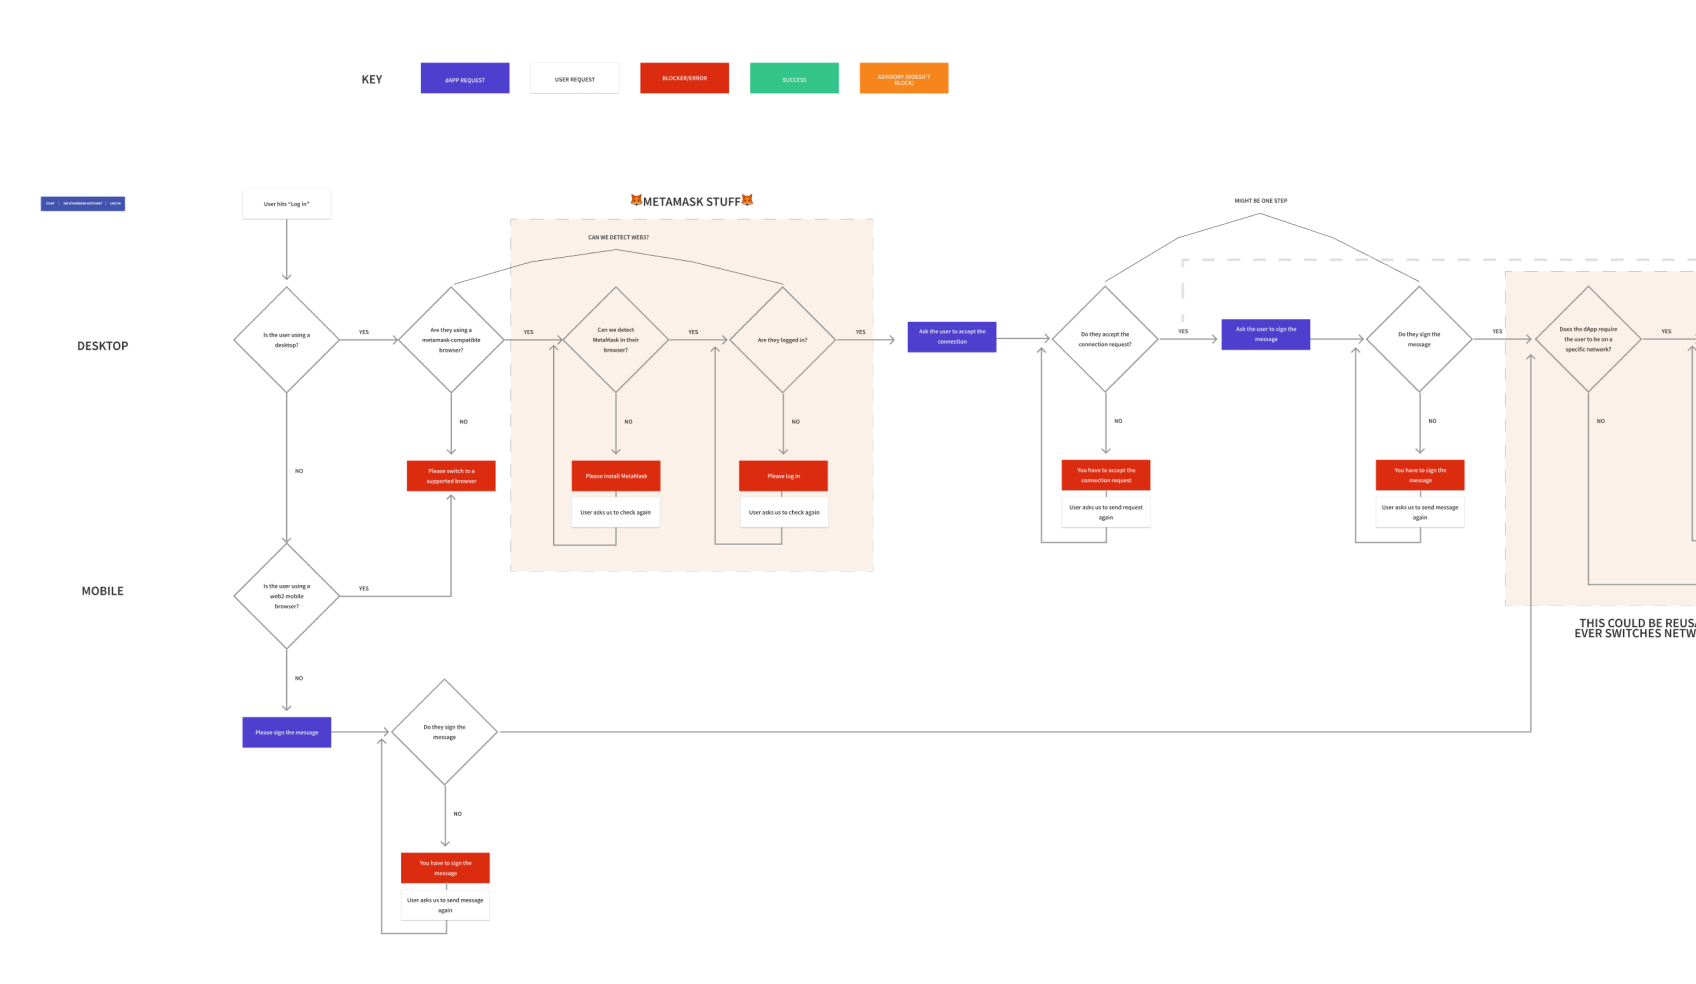 KEY
dAPP REQUEST
USER REQUEST
BLOCKER/ERROR
SUCCESS
ADVISORY (DOESN'T
BLOCK)
CHAT | NO ETHEREUM ACCOUNT | LOG IN
User hits "Log in"
METAMASK STUFF
MIGHT BE ONE STEP
CAN WE DETECT WEB3?
DESKTOP
Is the user using a
desktop?
YES
NO
Are they using a
metamask-compatible
browser?
YES
NO
Please switch to a
supported browser
Can we detect
MetaMask in their
browser?
YES
NO
Please install MetaMask
User asks us to check again
Are they logged in?
YES
NO
Please log in
User asks us to check again
Ask the user to accept the
connection
Do they accept the
connection request?
YES
NO
You have to accept the
connection request
User asks us to send request
again
Ask the user to sign the
message
Do they sign the
message
YES
NO
You have to sign the
message
User asks us to send message
again
Does the dApp require
the user to be on a
specific network?
YES
NO
THIS COULD BE REUSA
EVER SWITCHES NETW
MOBILE
Is the user using a
web2 mobile
browser?
YES
NO
Please sign the message
Do they sign the
message
NO
You have to sign the
message
User asks us to send message
again